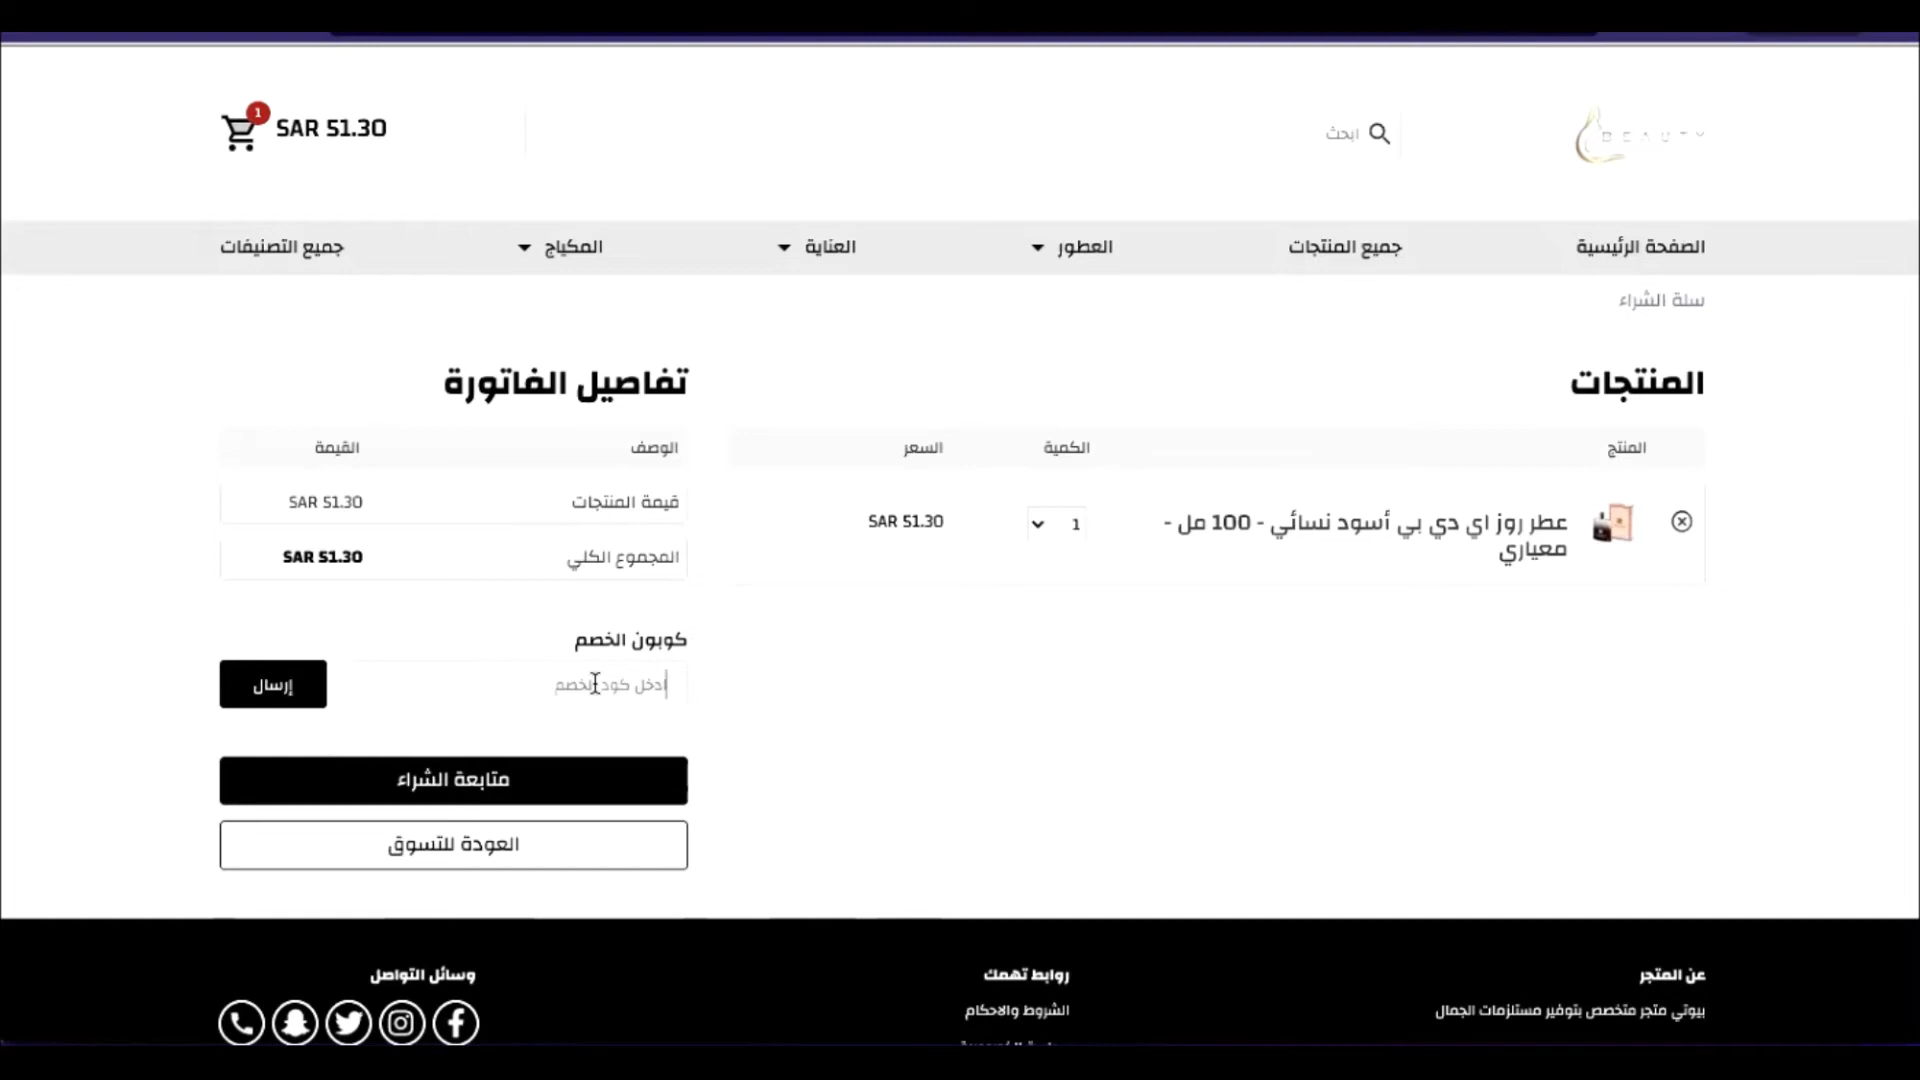 BEAUTY
ابحث
1
SAR 51.30
الصفحة الرئيسية
جميع المنتجات
العطور
العناية
المكياج
جميع التصنيفات
سلة الشراء
المنتجات
المنتج
الكمية
السعر
عطر روز اي دي بي أسود نسائي - 100 مل -
معياري
1
SAR 51.30
تفاصيل الفاتورة
الوصف
القيمة
قيمة المنتجات
SAR 51.30
المجموع الكلي
SAR 51.30
كوبون الخصم
ادخل كود الخصم
إرسال
متابعة الشراء
العودة للتسوق
عن المتجر
بيوتي متجر متخصص بتوفير مستلزمات الجمال
روابط تهمك
الشروط والاحكام
وسائل التواصل